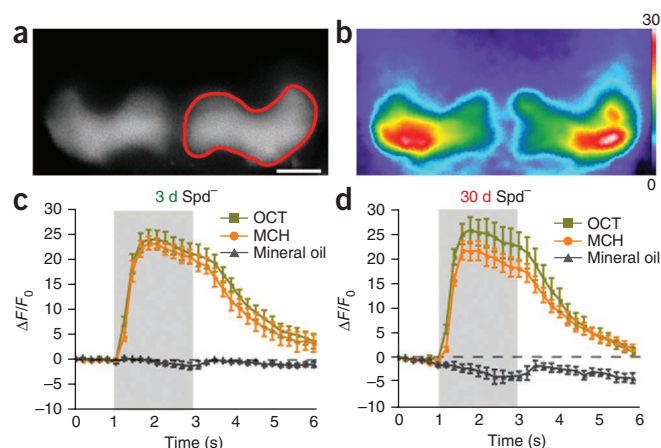 a
b
30
0
c
3 d Spd⁻
30
25
20
15
10
5
0
−5
−10
ΔF/F₀
OCT
MCH
Mineral oil
0
1
2
3
4
5
6
Time (s)
d
30 d Spd⁻
30
25
20
15
10
5
0
−5
−10
ΔF/F₀
OCT
MCH
Mineral oil
0
1
2
3
4
5
6
Time (s)